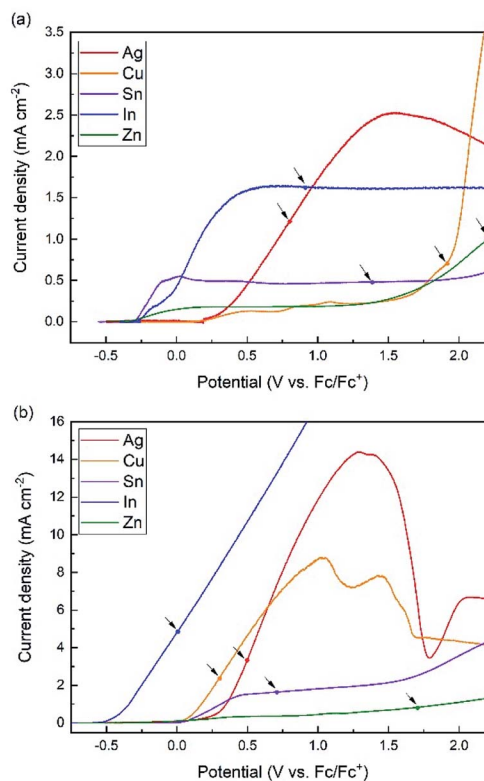 (a)
Ag
Cu
Sn
In
Zn
Current density (mA cm⁻²)
3.5
3.0
2.5
2.0
1.5
1.0
0.5
0.0
-0.5 0.0 0.5 1.0 1.5 2.0
Potential (V vs. Fc/Fc⁺)
(b)
Ag
Cu
Sn
In
Zn
Current density (mA cm⁻²)
16
14
12
10
8
6
4
2
0
-0.5 0.0 0.5 1.0 1.5 2.0
Potential (V vs. Fc/Fc⁺)